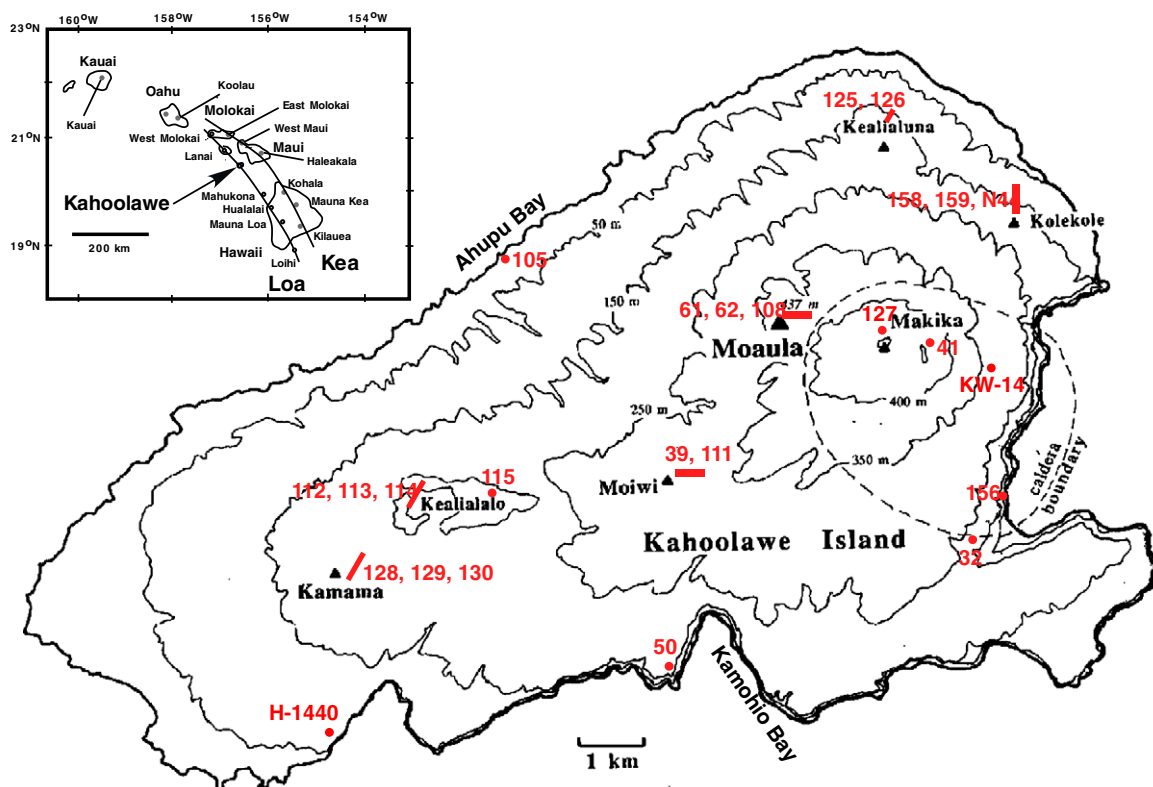 160°W
158°W
156°W
154°W
23°N
21°N
19°N
Kauai
Kauai
Oahu
Koolau
Molokai
East Molokai
West Molokai
West Maui
Maui
Lanai
Haleakala
Kahoolawe
Kohala
Mahukona
Mauna Kea
Hualalai
Mauna Loa
Hawaii
Kilauea
Loihi
Kea
Loa
200 km
Ahupu Bay
105
50 m
150 m
250 m
125, 126
Kealialuna
158, 159, N44
Kolekole
61, 62, 108
437 m
Moaula
127
Makika
41
KW-14
400 m
350 m
39, 111
Moiwi
caldera
boundary
156
32
Kahoolawe Island
112, 113, 114
115
Kealialalo
128, 129, 130
Kamama
50
Kamohio Bay
H-1440
1 km